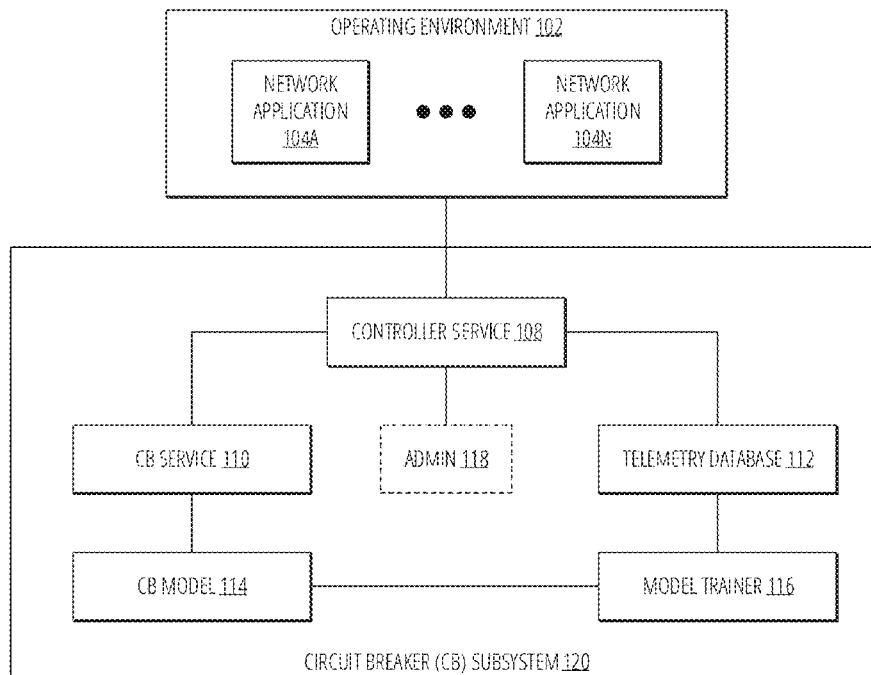 OPERATING ENVIRONMENT 102
NETWORK
APPLICATION
104A
NETWORK
APPLICATION
104N
CONTROLLER SERVICE 108
CB SERVICE 110
ADMIN 118
TELEMETRY DATABASE 112
CB MODEL 114
MODEL TRAINER 116
CIRCUIT BREAKER (CB) SUBSYSTEM 120